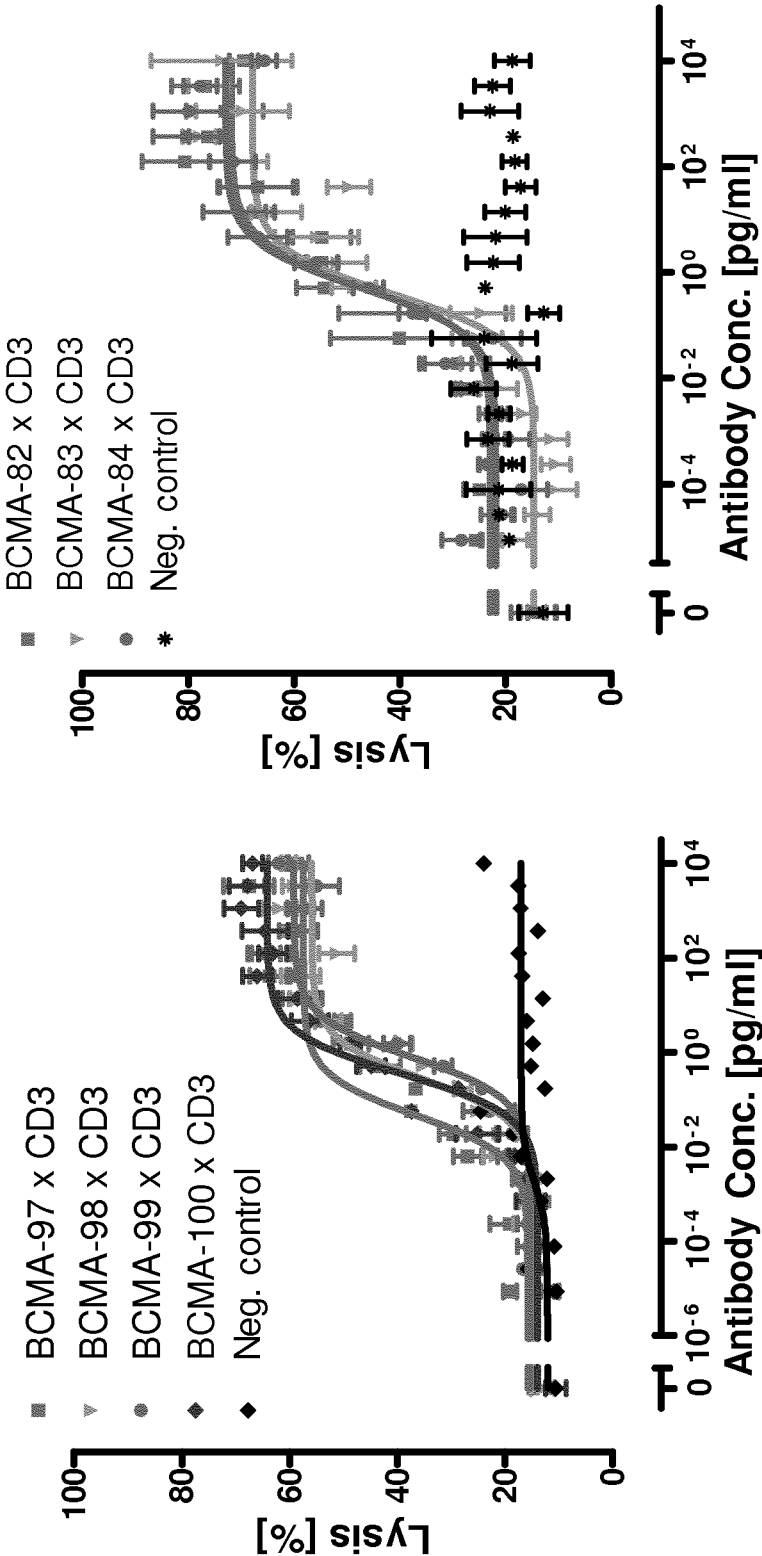 BCMA-97 x CD3
BCMA-98 x CD3
BCMA-99 x CD3
BCMA-100 x CD3
Neg. control
Lysis [%]
100
80
60
40
20
0
0 10⁻⁶ 10⁻⁴ 10⁻² 10⁰ 10² 10⁴
Antibody Conc. [pg/ml]
BCMA-82 x CD3
BCMA-83 x CD3
BCMA-84 x CD3
Neg. control
Lysis [%]
100
80
60
40
20
0
0 10⁻⁴ 10⁻² 10⁰ 10² 10⁴
Antibody Conc. [pg/ml]